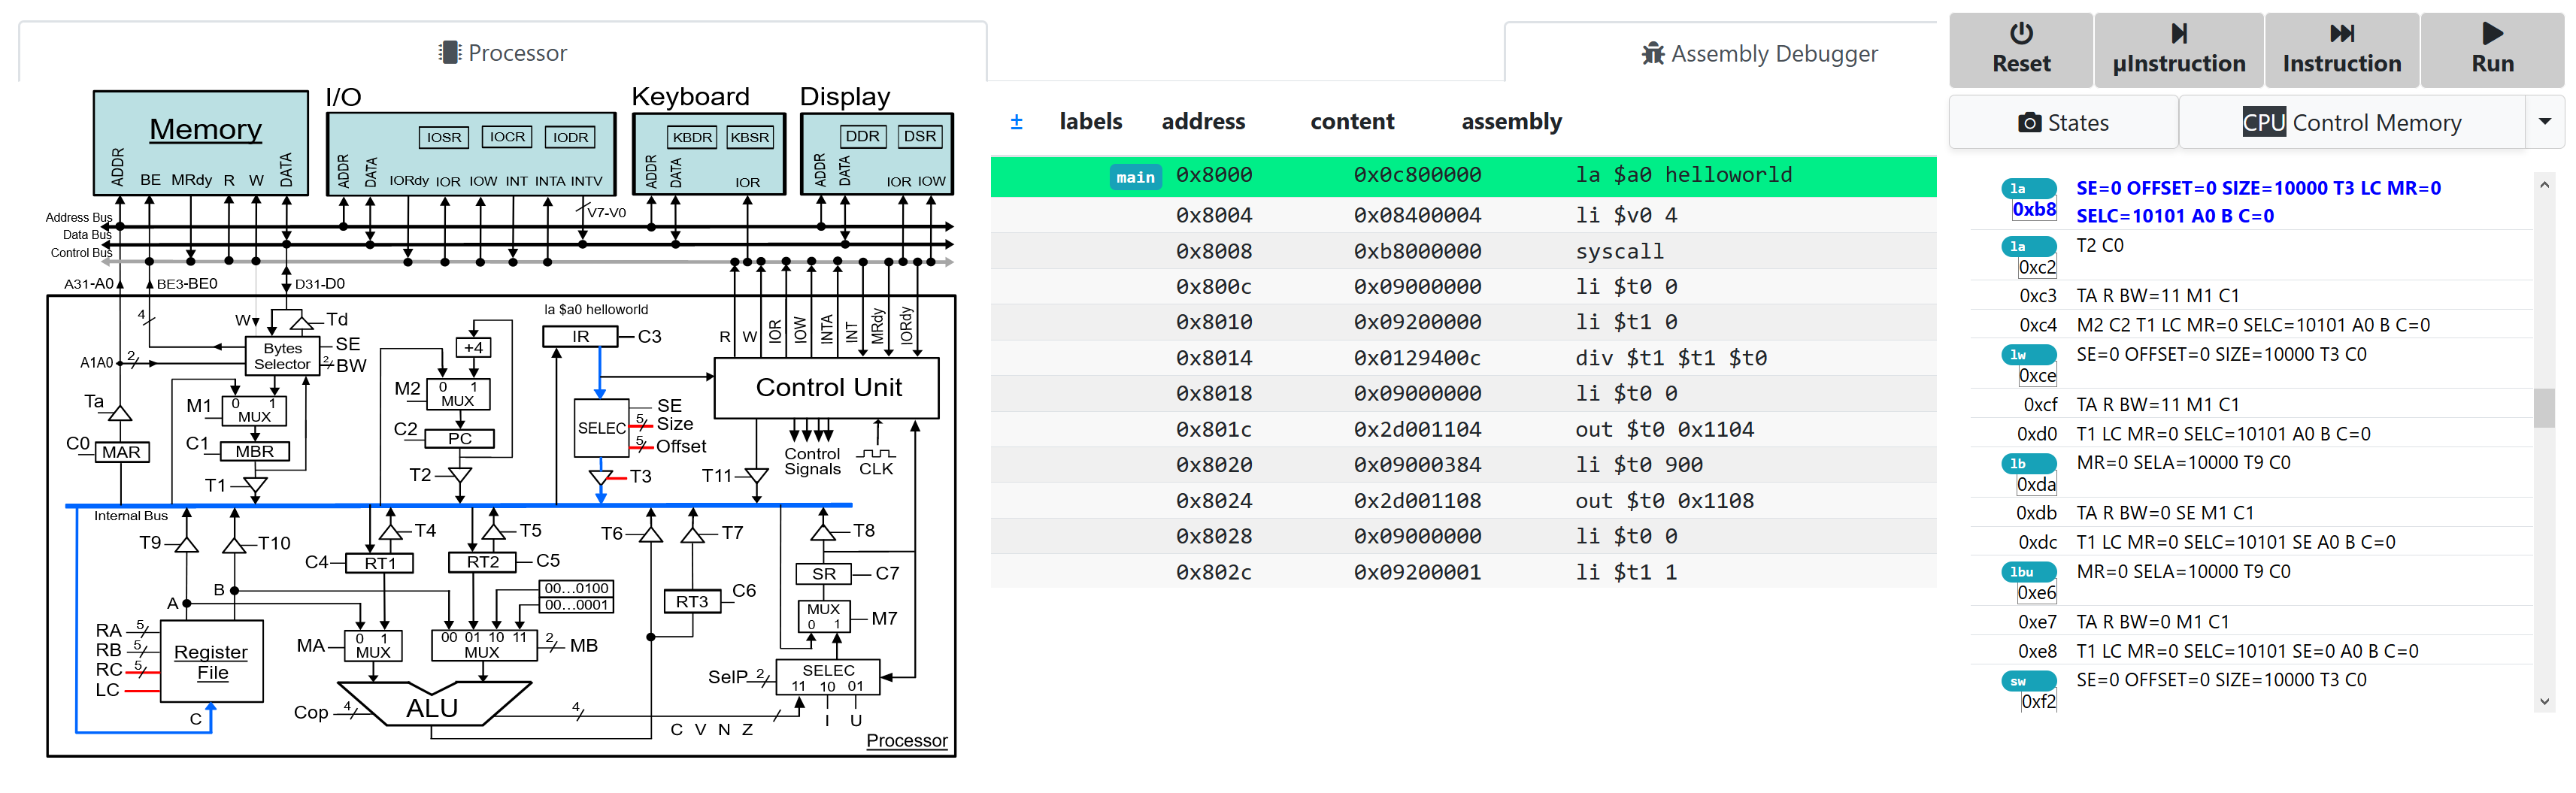 Processor
Assembly Debugger
Reset
µInstruction
Instruction
Run
States
CPU Control Memory
Memory
ADDR
BE
MRdy
R
W
DATA
I/O
IOSR
IOCR
IODR
ADDR
DATA
IORdy
IOR
IOW
INT
INTA
INTV
Keyboard
KBDR
KBSR
ADDR
DATA
IOR
Display
DDR
DSR
ADDR
DATA
IOR
IOW
Address Bus
Data Bus
Control Bus
V7-V0
A31-A0
BE3-BE0
D31-D0
4
W
Td
A1A0
2
Bytes
Selector
SE
2
BW
Ta
C0
MAR
M1
0 1
MUX
C1
MBR
T1
+4
M2
0 1
MUX
C2
PC
T2
la $a0 helloworld
IR
C3
SELEC
SE
5
Size
5
Offset
T3
R
W
IOR
IOW
INTA
INT
MRdy
IORdy
Control Unit
Control
Signals
CLK
T11
Internal Bus
T9
T10
T4
T5
T6
T7
T8
C4
RT1
RT2
C5
00...0100
00...0001
RT3
C6
SR
C7
MUX
0 1
M7
A
B
RA
5
RB
5
RC
5
LC
Register
File
C
MA
0 1
MUX
00 01 10 11
MUX
2
MB
Cop
4
ALU
4
C V N Z
SelP
2
SELEC
11 10 01
I U
Processor
± labels address content assembly
main 0x8000 0x0c800000 la $a0 helloworld
0x8004 0x08400004 li $v0 4
0x8008 0xb8000000 syscall
0x800c 0x09000000 li $t0 0
0x8010 0x09200000 li $t1 0
0x8014 0x0129400c div $t1 $t1 $t0
0x8018 0x09000000 li $t0 0
0x801c 0x2d001104 out $t0 0x1104
0x8020 0x09000384 li $t0 900
0x8024 0x2d001108 out $t0 0x1108
0x8028 0x09000000 li $t0 0
0x802c 0x09200001 li $t1 1
la SE=0 OFFSET=0 SIZE=10000 T3 LC MR=0
0xb8 SELC=10101 A0 B C=0
la T2 C0
0xc2
0xc3 TA R BW=11 M1 C1
0xc4 M2 C2 T1 LC MR=0 SELC=10101 A0 B C=0
lw SE=0 OFFSET=0 SIZE=10000 T3 C0
0xce
0xcf TA R BW=11 M1 C1
0xd0 T1 LC MR=0 SELC=10101 A0 B C=0
lb MR=0 SELA=10000 T9 C0
0xda
0xdb TA R BW=0 SE M1 C1
0xdc T1 LC MR=0 SELC=10101 SE A0 B C=0
lbu MR=0 SELA=10000 T9 C0
0xe6
0xe7 TA R BW=0 M1 C1
0xe8 T1 LC MR=0 SELC=10101 SE=0 A0 B C=0
sw SE=0 OFFSET=0 SIZE=10000 T3 C0
0xf2